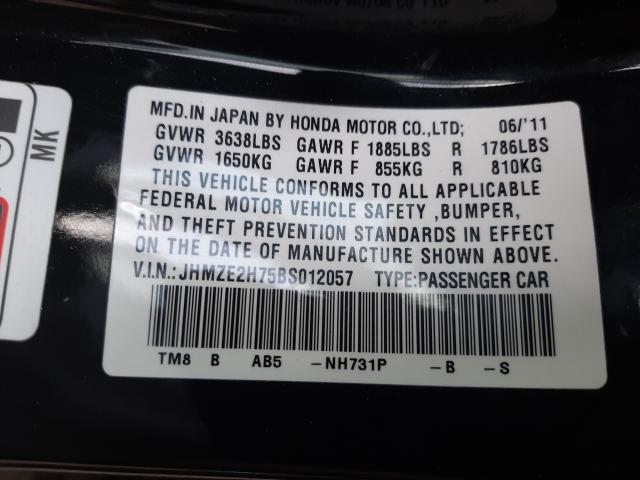 MFD.IN JAPAN BY HONDA MOTOR CO.,LTD; 06/'11
GVWR 3638LBS GAWR F 1885LBS R 1786LBS
GVWR 1650KG GAWR F 855KG R 810KG
THIS VEHICLE CONFORMS TO ALL APPLICABLE
FEDERAL MOTOR VEHICLE SAFETY ,BUMPER,
AND THEFT PREVENTION STANDARDS IN EFFECT
ON THE DATE OF MANUFACTURE SHOWN ABOVE.
V.I.N.:JHMZE2H75BS012057 TYPE:PASSENGER CAR
TM8 B AB5 -NH731P -B -S
MK